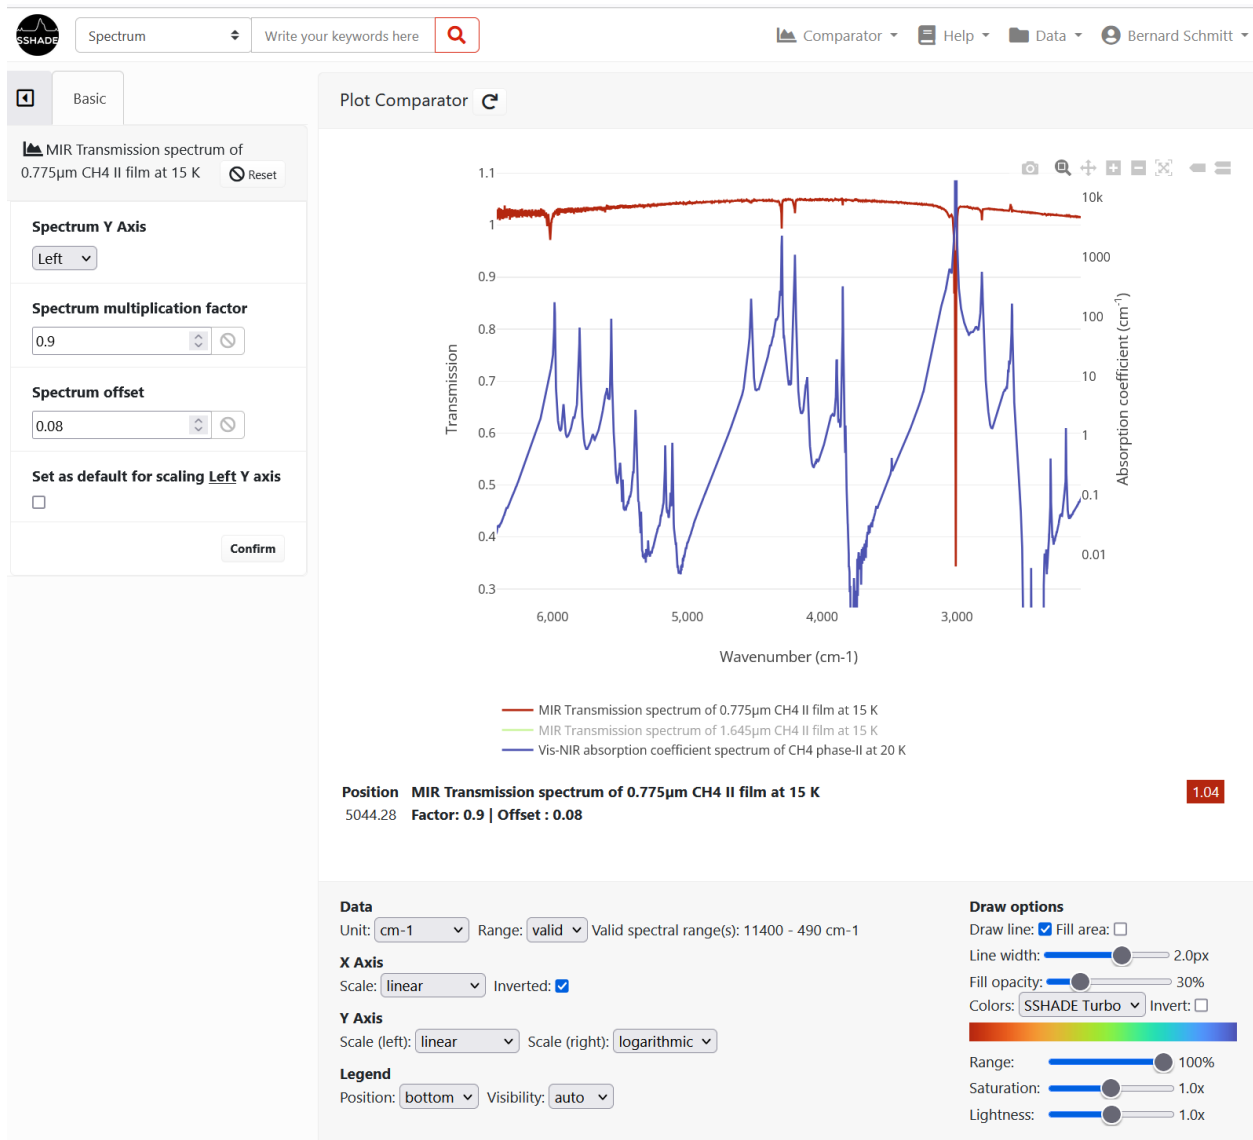 SSHADE
Spectrum
Write your keywords here
Comparator
Help
Data
Bernard Schmitt
Basic
MIR Transmission spectrum of
0.775µm CH4 II film at 15 K
Reset
Spectrum Y Axis
Left
Spectrum multiplication factor
0.9
Spectrum offset
0.08
Set as default for scaling Left Y axis
Confirm
Plot Comparator
1.1
1
0.9
0.8
0.7
0.6
0.5
0.4
0.3
Transmission
10k
1000
100
10
1
0.1
0.01
Absorption coefficient (cm⁻¹)
6,000 5,000 4,000 3,000
Wavenumber (cm-1)
MIR Transmission spectrum of 0.775µm CH4 II film at 15 K
MIR Transmission spectrum of 1.645µm CH4 II film at 15 K
Vis-NIR absorption coefficient spectrum of CH4 phase-II at 20 K
Position MIR Transmission spectrum of 0.775µm CH4 II film at 15 K 1.04
5044.28 Factor: 0.9 | Offset : 0.08
Data
Unit: cm-1 Range: valid Valid spectral range(s): 11400 - 490 cm-1
X Axis
Scale: linear Inverted:
Y Axis
Scale (left): linear Scale (right): logarithmic
Legend
Position: bottom Visibility: auto
Draw options
Draw line: Fill area:
Line width: 2.0px
Fill opacity: 30%
Colors: SSHADE Turbo Invert:
Range: 100%
Saturation: 1.0x
Lightness: 1.0x